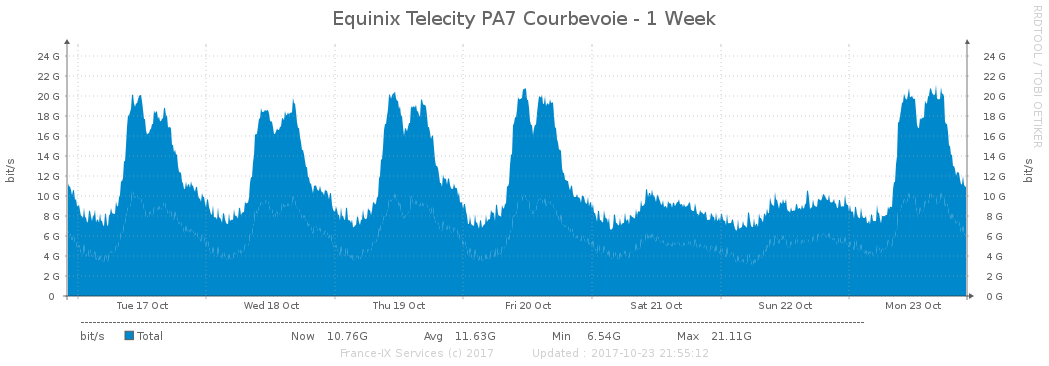 Equinix Telecity PA7 Courbevoie - 1 Week
RRDTOOL / TOBI OETIKER
bit/s
24 G 24 G
22 G 22 G
20 G 20 G
18 G 18 G
16 G 16 G
14 G 14 G
12 G 12 G
10 G 10 G
8 G 8 G
6 G 6 G
4 G 4 G
2 G 2 G
0 0 G
bit/s
Tue 17 Oct Wed 18 Oct Thu 19 Oct Fri 20 Oct Sat 21 Oct Sun 22 Oct Mon 23 Oct
bit/s Total Now 10.76G Avg 11.63G Min 6.54G Max 21.11G
France-IX Services (c) 2017 Updated : 2017-10-23 21:55:12